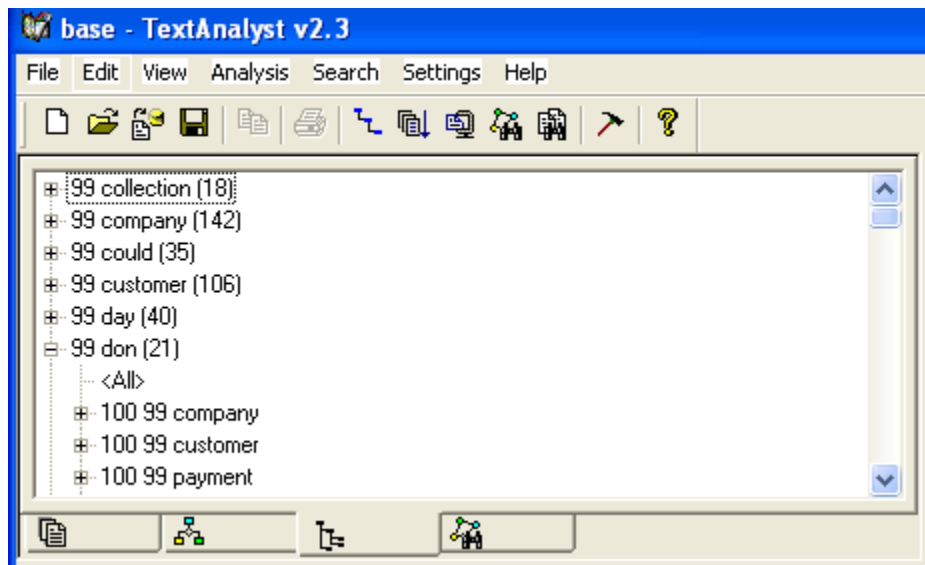 base - TextAnalyst v2.3
File Edit View Analysis Search Settings Help
99 collection (18)
99 company (142)
99 could (35)
99 customer (106)
99 day (40)
99 don (21)
<All>
100 99 company
100 99 customer
100 99 payment